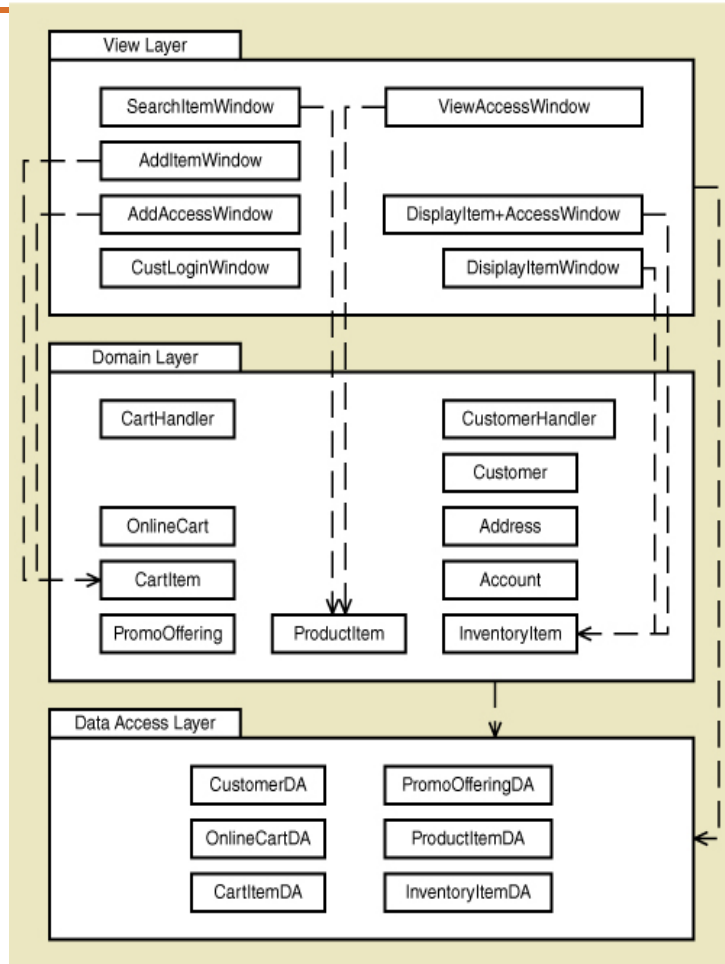 View Layer
SearchItemWindow
ViewAccessWindow
AddItemWindow
AddAccessWindow
DisplayItem+AccessWindow
CustLoginWindow
DisiplayItemWindow
Domain Layer
CartHandler
CustomerHandler
Customer
OnlineCart
Address
CartItem
Account
PromoOffering
ProductItem
InventoryItem
Data Access Layer
CustomerDA
PromoOfferingDA
OnlineCartDA
ProductItemDA
CartItemDA
InventoryItemDA